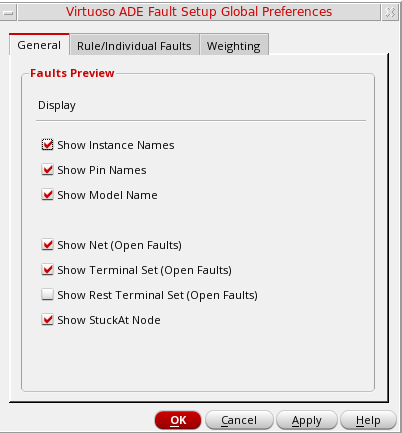 Virtuoso ADE Fault Setup Global Preferences
General Rule/Individual Faults Weighting
Faults Preview
Display
Show Instance Names
Show Pin Names
Show Model Name
Show Net (Open Faults)
Show Terminal Set (Open Faults)
Show Rest Terminal Set (Open Faults)
Show StuckAt Node
OK Cancel Apply Help